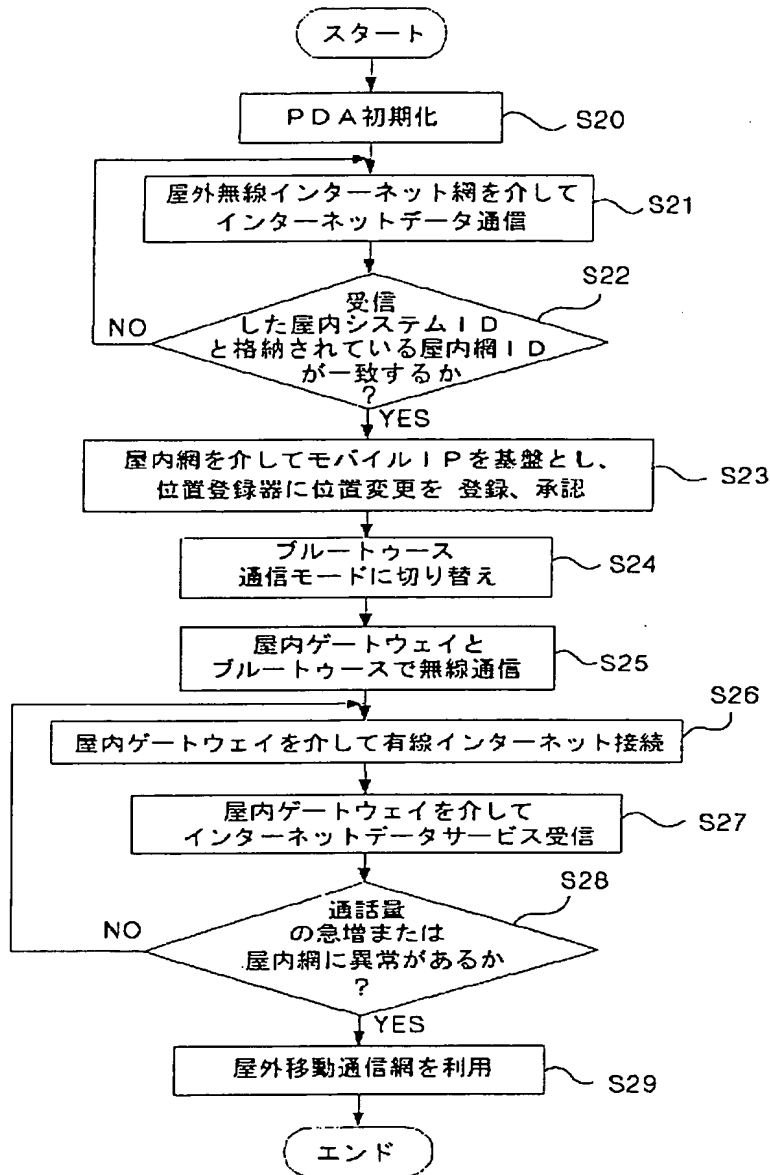 スタート
PDA初期化
S20
屋外無線インターネット網を介して
インターネットデータ通信
S21
受信
した屋内システムID
と格納されている屋内網ID
が一致するか
?
S22
NO
YES
屋内網を介してモバイルIPを基盤とし、
位置登録器に位置変更を 登録、承認
S23
ブルートゥース
通信モードに切り替え
S24
屋内ゲートウェイと
ブルートゥースで無線通信
S25
S26
屋内ゲートウェイを介して有線インターネット接続
屋内ゲートウェイを介して
インターネットデータサービス受信
S27
通話量
の急増または
屋内網に異常があるか
?
S28
NO
YES
屋外移動通信網を利用
S29
エンド